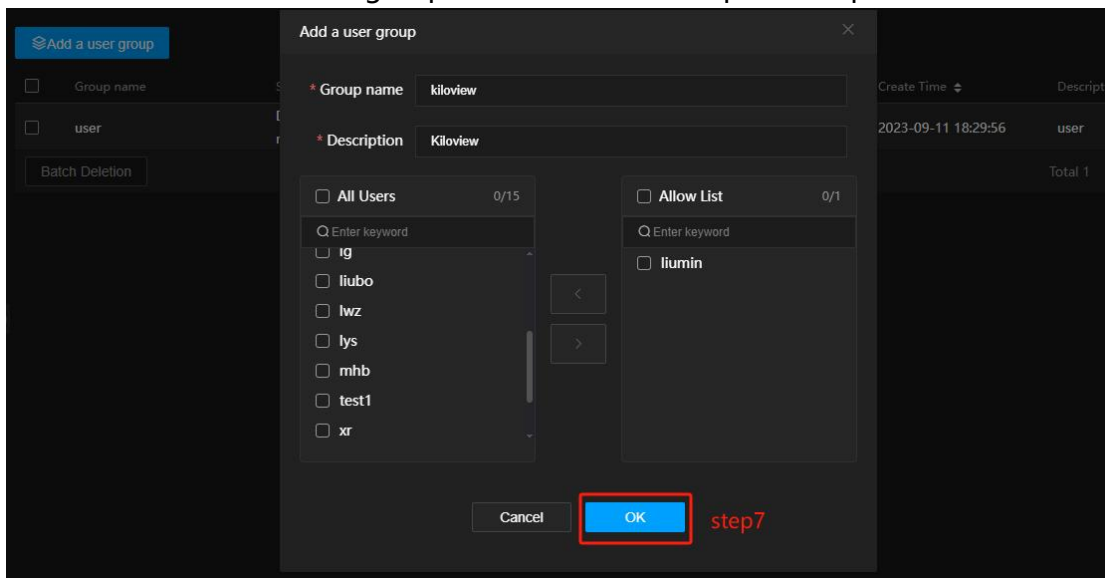 Add a user group
Add a user group
Group name
Create Time
Descript
* Group name kiloview
user
2023-09-11 18:29:56
user
* Description Kiloview
Batch Deletion
Total 1
All Users 0/15
Allow List 0/1
Enter keyword
Enter keyword
liumin
liubo
lwz
lys
mhb
test1
xr
Cancel
OK
step7